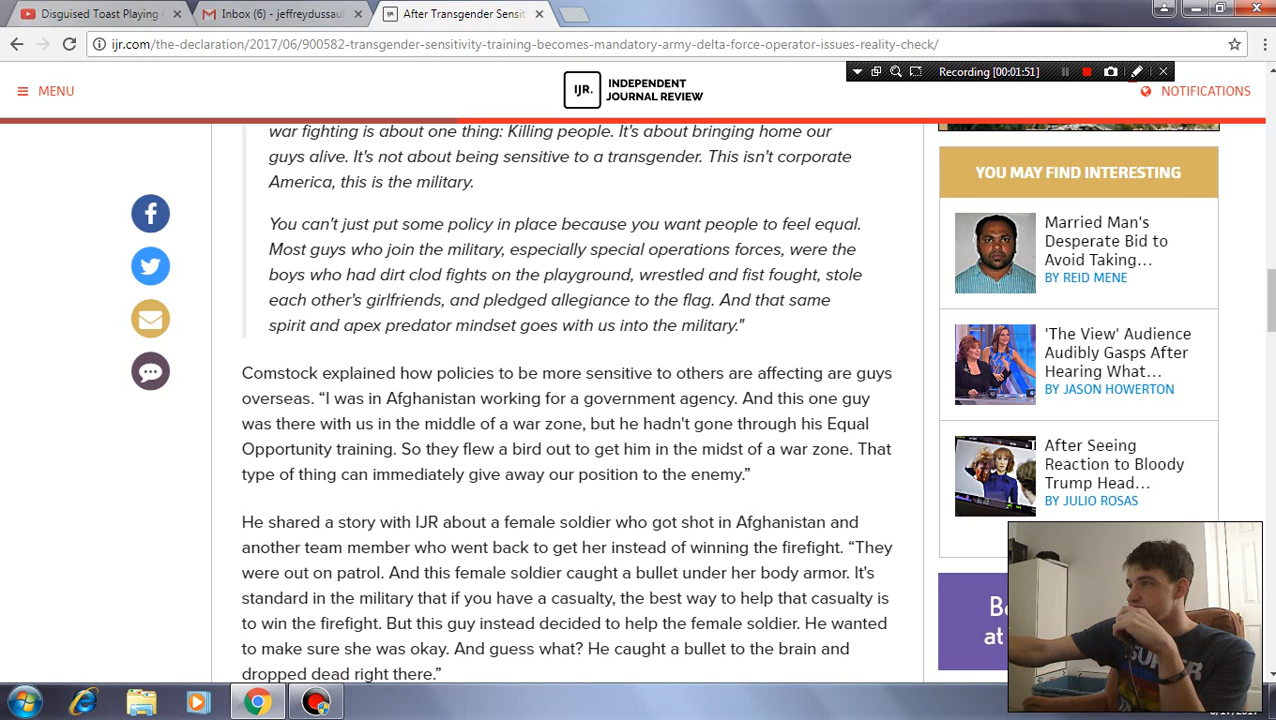 Disguised Toast Playing
Inbox (6) - jeffreydussaul
After Transgender Sensit
ijr.com/the-declaration/2017/06/900582-transgender-sensitivity-training-becomes-mandatory-army-delta-force-operator-issues-reality-check/
Recording [00:01:51]
MENU
IJR.
INDEPENDENT
JOURNAL REVIEW
NOTIFICATIONS
war fighting is about one thing: Killing people. It's about bringing home our
guys alive. It's not about being sensitive to a transgender. This isn't corporate
America, this is the military.
You can't just put some policy in place because you want people to feel equal.
Most guys who join the military, especially special operations forces, were the
boys who had dirt clod fights on the playground, wrestled and fist fought, stole
each other's girlfriends, and pledged allegiance to the flag. And that same
spirit and apex predator mindset goes with us into the military."
Comstock explained how policies to be more sensitive to others are affecting are guys
overseas. “I was in Afghanistan working for a government agency. And this one guy
was there with us in the middle of a war zone, but he hadn't gone through his Equal
Opportunity training. So they flew a bird out to get him in the midst of a war zone. That
type of thing can immediately give away our position to the enemy.”
He shared a story with IJR about a female soldier who got shot in Afghanistan and
another team member who went back to get her instead of winning the firefight. “They
were out on patrol. And this female soldier caught a bullet under her body armor. It's
standard in the military that if you have a casualty, the best way to help that casualty is
to win the firefight. But this guy instead decided to help the female soldier. He wanted
to make sure she was okay. And guess what? He caught a bullet to the brain and
dropped dead right there.”
YOU MAY FIND INTERESTING
Married Man's
Desperate Bid to
Avoid Taking...
BY REID MENE
'The View' Audience
Audibly Gasps After
Hearing What...
BY JASON HOWERTON
After Seeing
Reaction to Bloody
Trump Head...
BY JULIO ROSAS
at